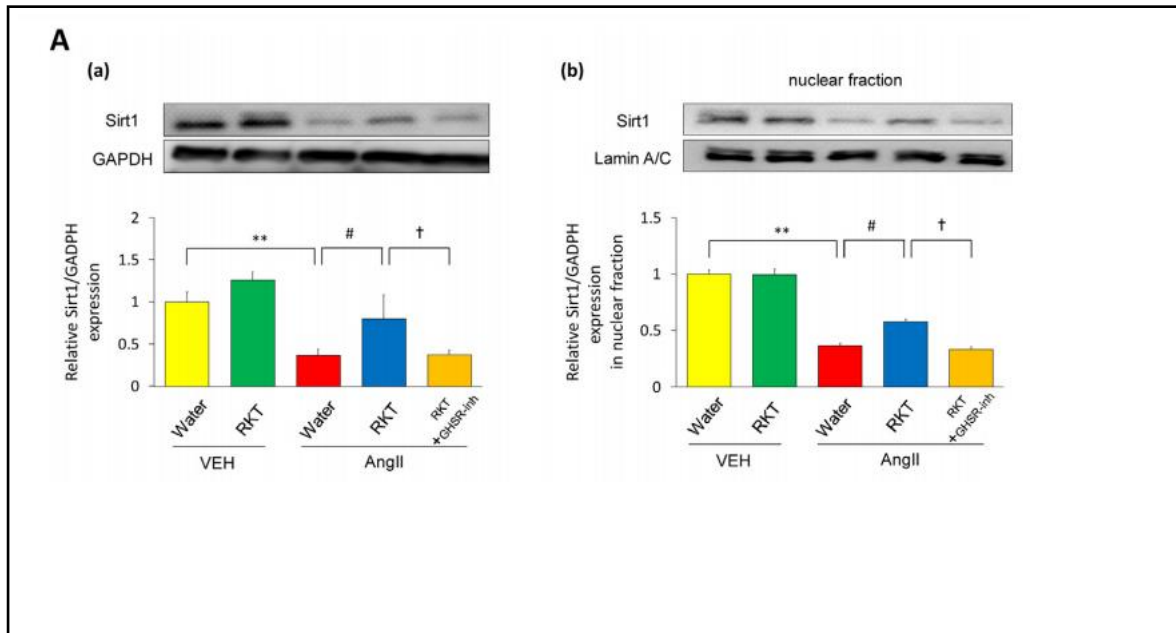 A
(a)
Sirt1
GAPDH
Relative Sirt1/GADPH
expression
2
1.5
1
0.5
0
**
#
†
Water
RKT
Water
RKT
RKT
+GHSR-inh
VEH
AngII
(b)
nuclear fraction
Sirt1
Lamin A/C
Relative Sirt1/GADPH
expression
in nuclear fraction
1.5
1
0.5
0
**
#
†
Water
RKT
Water
RKT
RKT
+GHSR-inh
VEH
AngII